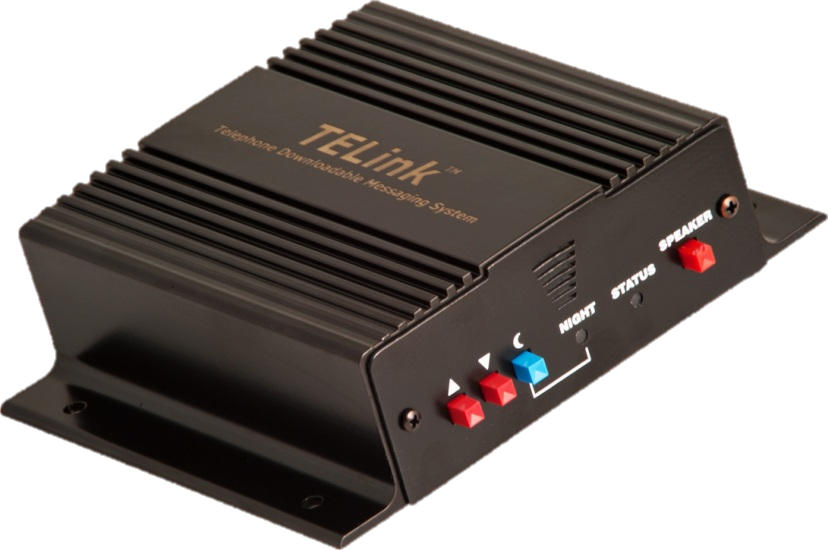 TELink™
Telephone Downloadable Messaging System
NIGHT
STATUS
SPEAKER